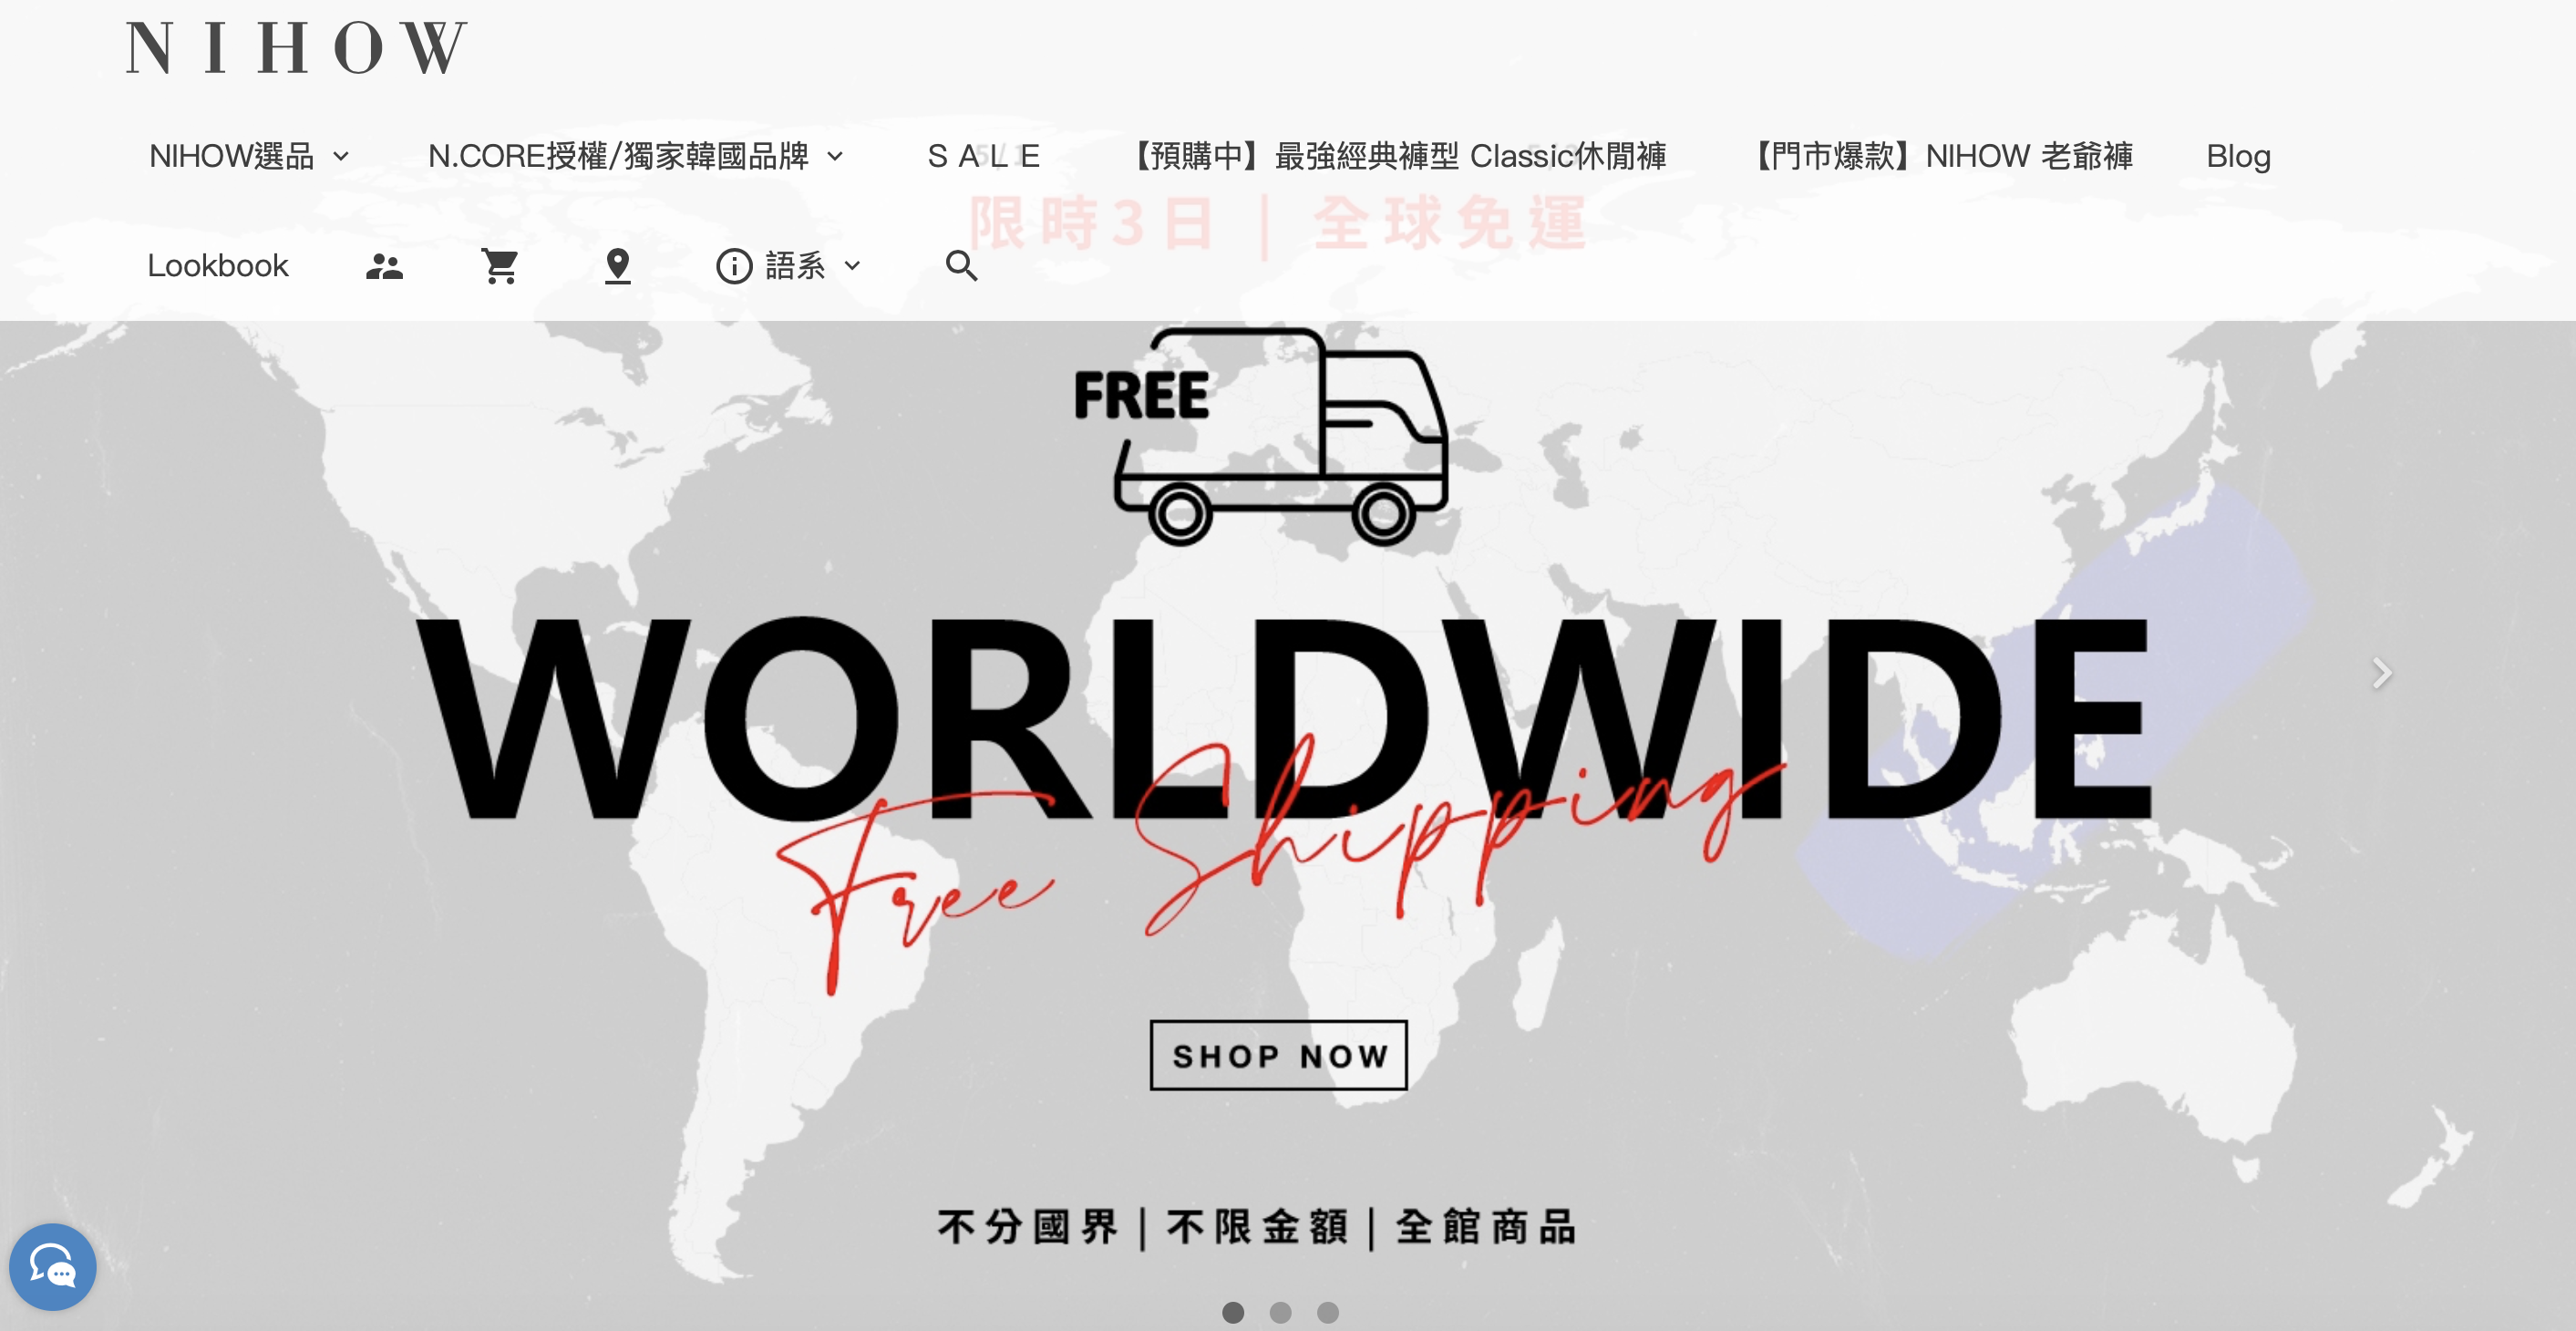 NIHOW
NIHOW選品
N.CORE授權/獨家韓國品牌
S A L E
【預購中】最強經典褲型 Classic休閒褲
【門市爆款】NIHOW 老爺褲
Blog
5/1
限時3日 | 全球免運
Lookbook
語系
FREE
WORLDWIDE
Free Shipping
SHOP NOW
不分國界 | 不限金額 | 全館商品